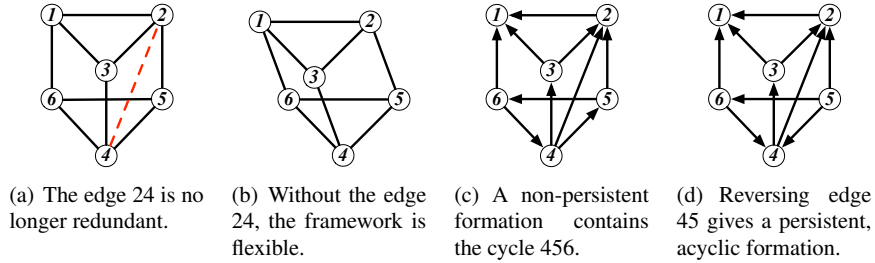 1 2
3
6 5
4
1 2
3
6 5
4
1 2
3
6 5
4
1 2
3
6 5
4
(a) The edge 24 is no
longer redundant.
(b) Without the edge
24, the framework is
flexible.
(c) A non-persistent
formation contains
the cycle 456.
(d) Reversing edge
45 gives a persistent,
acyclic formation.